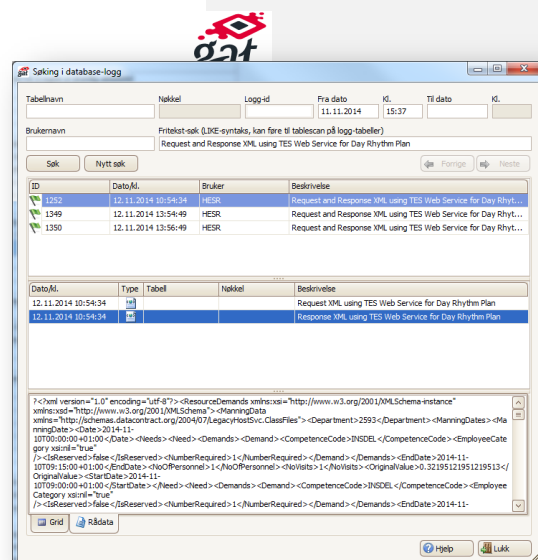 gat
Søking i database-logg
Tabellnavn Nøkkel Logg-id Fra dato Kl. Til dato Kl.
11.11.2014 15:37
Brukernavn Fritekst-søk (LIKE-syntaks, kan føre til tablescan på logg-tabeller)
Request and Response XML using TES Web Service for Day Rhythm Plan
Søk Nytt søk Forrige Neste
ID Dato/kl. Bruker Beskrivelse
1252 12.11.2014 10:54:34 HESR Request and Response XML using TES Web Service for Day Rhyt...
1349 12.11.2014 13:54:49 HESR Request and Response XML using TES Web Service for Day Rhyt...
1350 12.11.2014 13:56:49 HESR Request and Response XML using TES Web Service for Day Rhyt...
Dato/kl. Type Tabell Nøkkel Beskrivelse
12.11.2014 10:54:34 Request XML using TES Web Service for Day Rhythm Plan
12.11.2014 10:54:34 Response XML using TES Web Service for Day Rhythm Plan
?<?xml version="1.0" encoding="utf-8"?><ResourceDemands xmlns:xsi="http://www.w3.org/2001/XMLSchema-instance"
xmlns:xsd="http://www.w3.org/2001/XMLSchema"><ManningData
xmlns="http://schemas.datacontract.org/2004/07/LegacyHostSvc.ClassFiles"><Department>2593</Department><ManningDates><Ma
nningDate><Date>2014-11-
10T00:00:00+01:00</Date><Needs><Need><Demands><Demand><CompetenceCode>INSDEL</CompetenceCode><EmployeeCate
gory xsi:nil="true"
/><IsReserved>false</IsReserved><NumberRequired>1</NumberRequired></Demand></Demands><EndDate>2014-11-
10T09:15:00+01:00</EndDate><NoOfPersonnel>1</NoOfPersonnel><NoVisits>1</NoVisits><OriginalValue>0.32195121951219513</
OriginalValue><StartDate>2014-11-
10T09:00:00+01:00</StartDate></Need><Need><Demands><Demand><CompetenceCode>INSDEL</CompetenceCode><Employee
Category xsi:nil="true"
/><IsReserved>false</IsReserved><NumberRequired>1</NumberRequired></Demand></Demands><EndDate>2014-11-
Grid Rådata
Hjelp Lukk